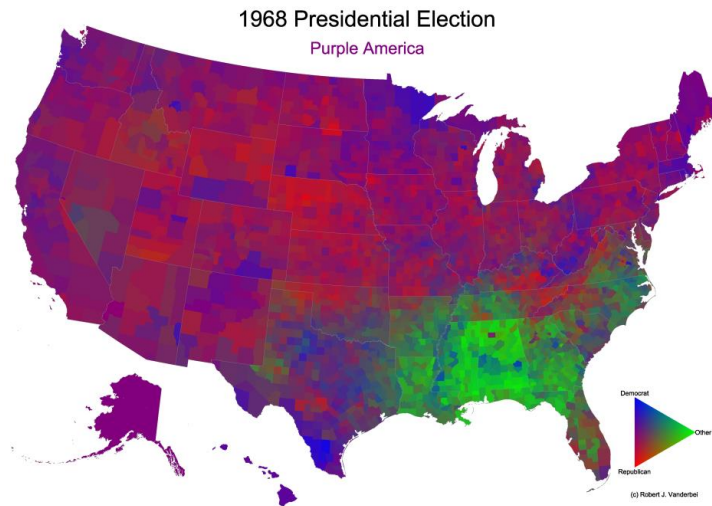 1968 Presidential Election
Purple America
Democrat
Other
Republican
(c) Robert J. Vanderbei